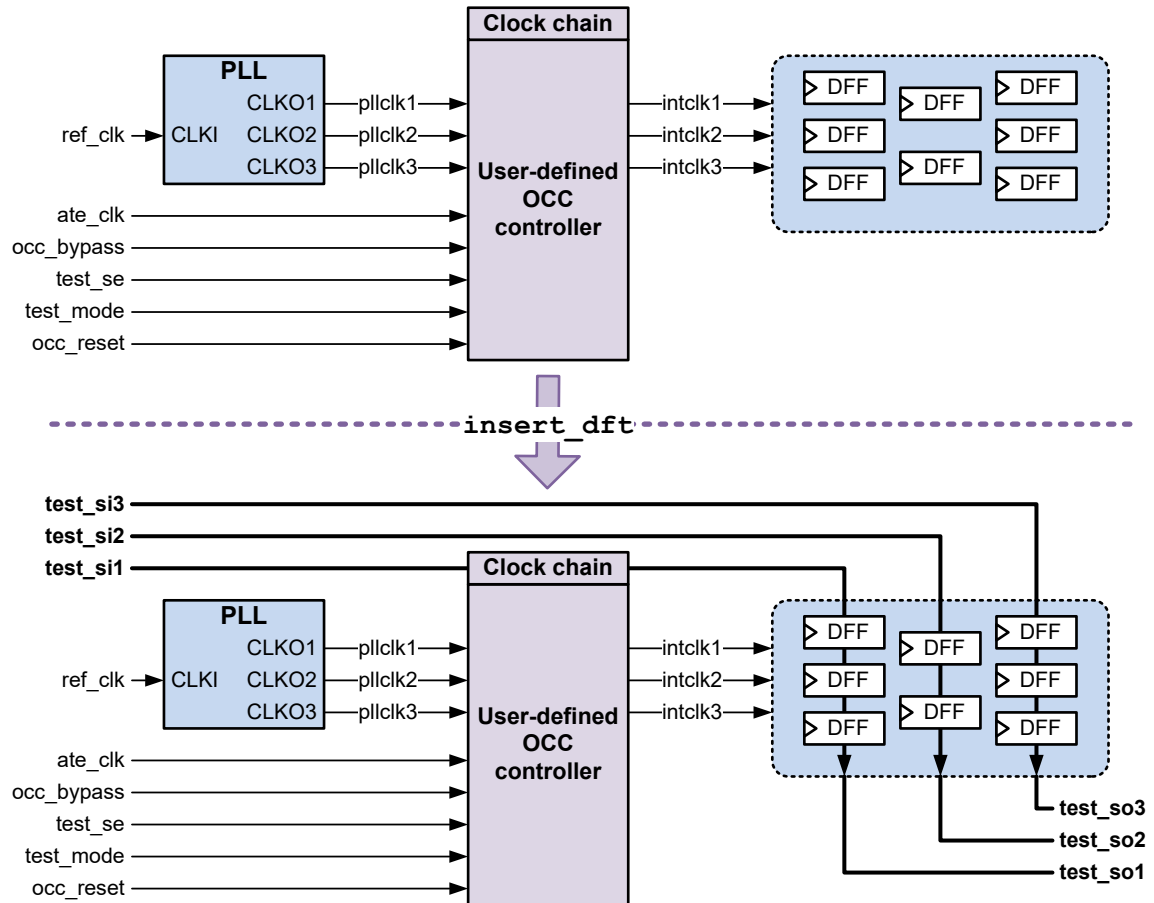 Clock chain
PLL
CLKO1
pllclk1
intclk1
DFF
DFF
DFF
ref_clk
CLKI
CLKO2
pllclk2
intclk2
DFF
DFF
CLKO3
pllclk3
User-defined
OCC
controller
intclk3
DFF
DFF
DFF
ate_clk
occ_bypass
test_se
test_mode
occ_reset
insert_dft
test_si3
test_si2
test_si1
Clock chain
PLL
CLKO1
pllclk1
intclk1
DFF
DFF
DFF
ref_clk
CLKI
CLKO2
pllclk2
intclk2
DFF
DFF
CLKO3
pllclk3
User-defined
OCC
controller
intclk3
DFF
DFF
DFF
ate_clk
occ_bypass
test_se
test_mode
occ_reset
test_so3
test_so2
test_so1